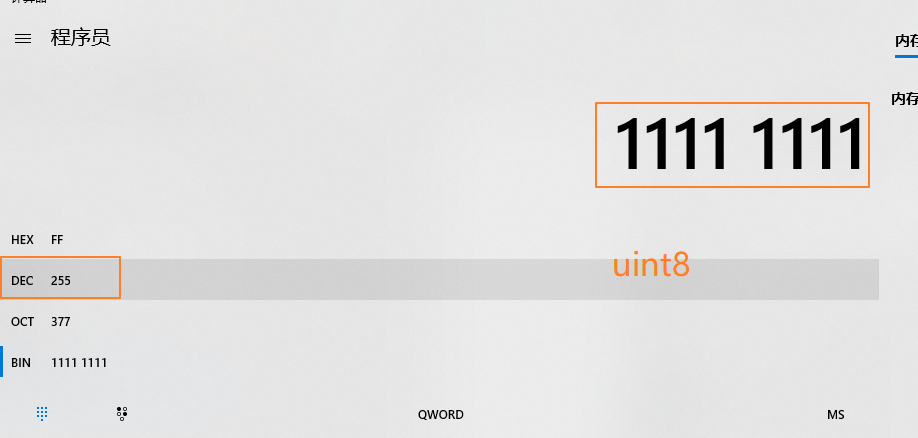 程序员
内存
内存
1111 1111
HEX FF
uint8
DEC 255
OCT 377
BIN 1111 1111
QWORD MS